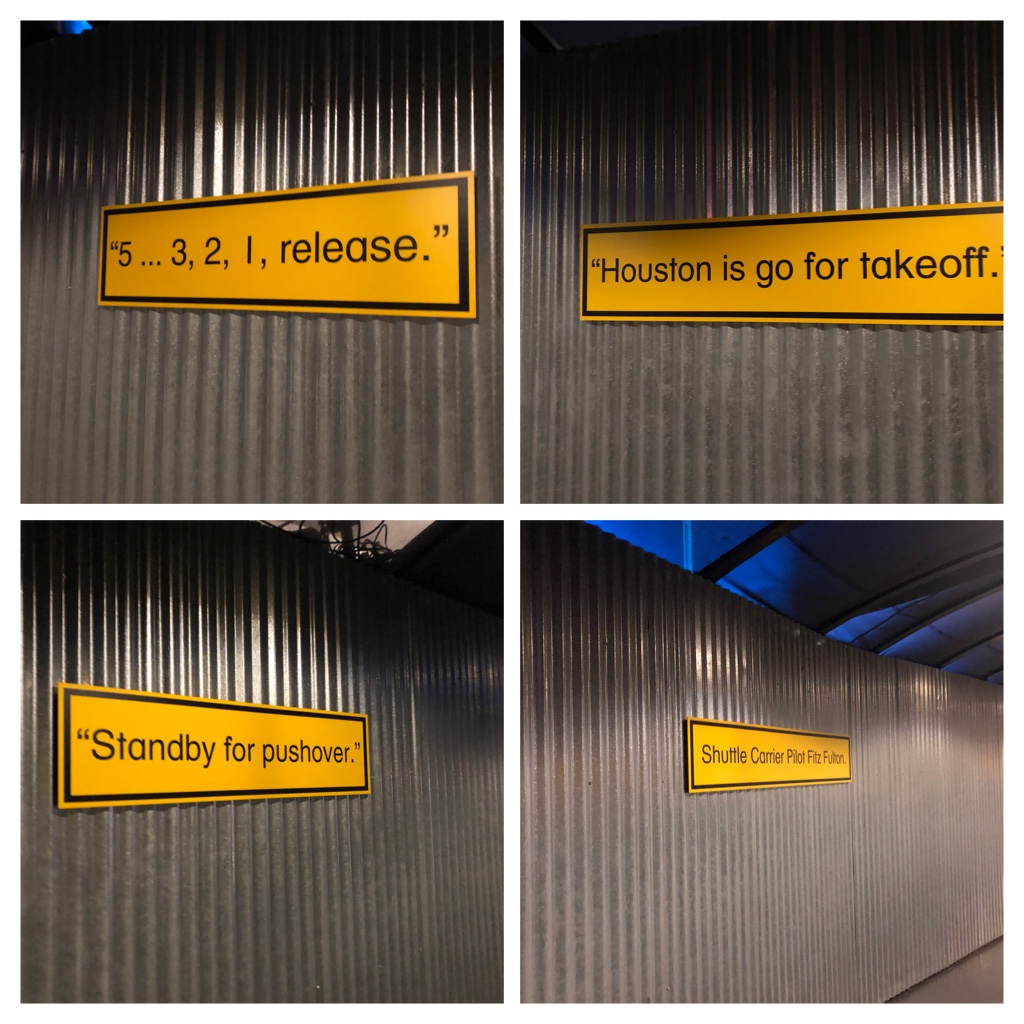 “5 ... 3, 2, 1, release.”
“Houston is go for takeoff.”
“Standby for pushover.”
Shuttle Carrier Pilot Fitz Fulton.